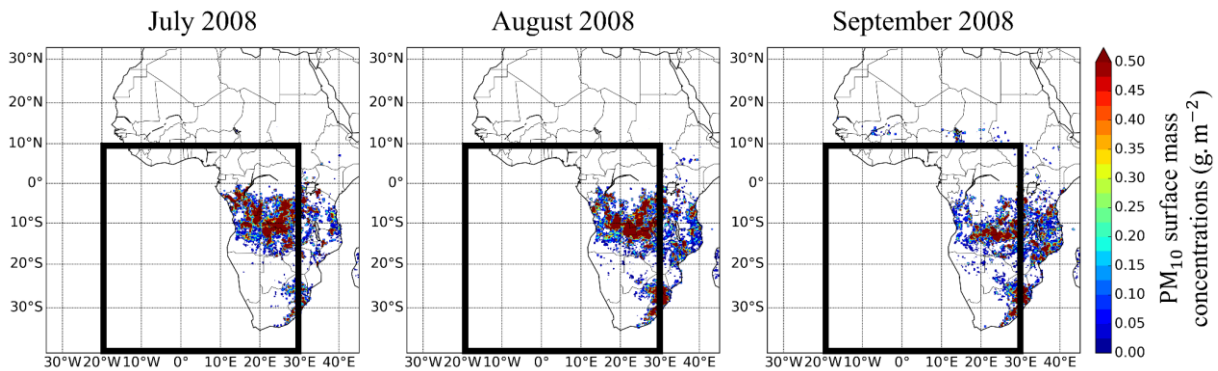 July 2008
August 2008
September 2008
30°N
20°N
10°N
0°
10°S
20°S
30°S
30°W 20°W 10°W 0° 10°E 20°E 30°E 40°E
30°N
20°N
10°N
0°
10°S
20°S
30°S
30°W 20°W 10°W 0° 10°E 20°E 30°E 40°E
30°N
20°N
10°N
0°
10°S
20°S
30°S
30°W 20°W 10°W 0° 10°E 20°E 30°E 40°E
0.50
0.45
0.40
0.35
0.30
0.25
0.20
0.15
0.10
0.05
0.00
PM₁₀ surface mass
concentrations (g.m⁻²)